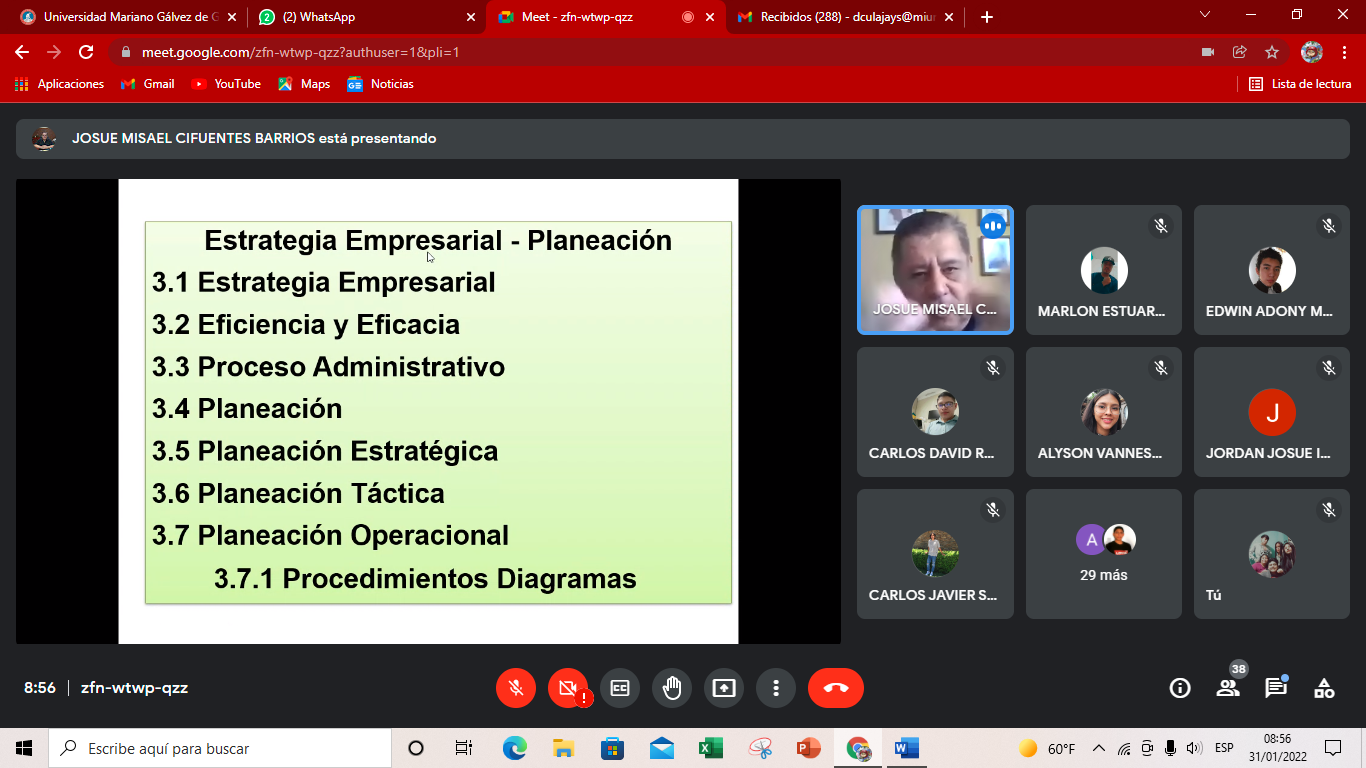 Universidad Mariano Gálvez de G
(2) WhatsApp
Meet - zfn-wtwp-qzz
Recibidos (288) - dculajays@miun
meet.google.com/zfn-wtwp-qzz?authuser=1&pli=1
Aplicaciones
Gmail
YouTube
Maps
Noticias
Lista de lectura
JOSUE MISAEL CIFUENTES BARRIOS está presentando
Estrategia Empresarial - Planeación
3.1 Estrategia Empresarial
3.2 Eficiencia y Eficacia
3.3 Proceso Administrativo
3.4 Planeación
3.5 Planeación Estratégica
3.6 Planeación Táctica
3.7 Planeación Operacional
3.7.1 Procedimientos Diagramas
JOSUE MISAEL C...
MARLON ESTUAR...
EDWIN ADONY M...
CARLOS DAVID R...
ALYSON VANNES...
J
JORDAN JOSUE I...
CARLOS JAVIER S...
A
29 más
Tú
8:56 | zfn-wtwp-qzz
38
Escribe aquí para buscar
60°F
ESP
08:56
31/01/2022